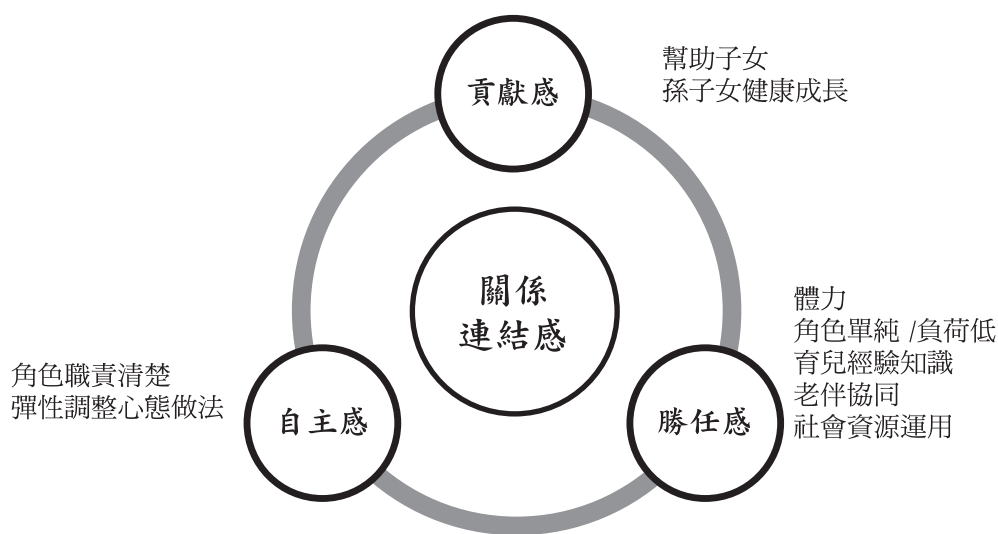 貢獻感
幫助子女
孫子女健康成長
關係
連結感
自主感
角色職責清楚
彈性調整心態做法
勝任感
體力
角色單純 /負荷低
育兒經驗知識
老伴協同
社會資源運用